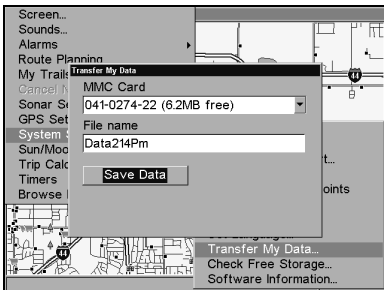 Screen...
Sounds...
Alarms
Route Planning
My Trails
Cancel
Sonar Se
GPS Set
System S
Sun/Moo
Trip Calc
Timers
Browse
Transfer My Data
MMC Card
041-0274-22 (6.2MB free)
File name
Data214Pm
Save Data
t...
oints
Transfer My Data...
Check Free Storage...
Software Information...
44
44